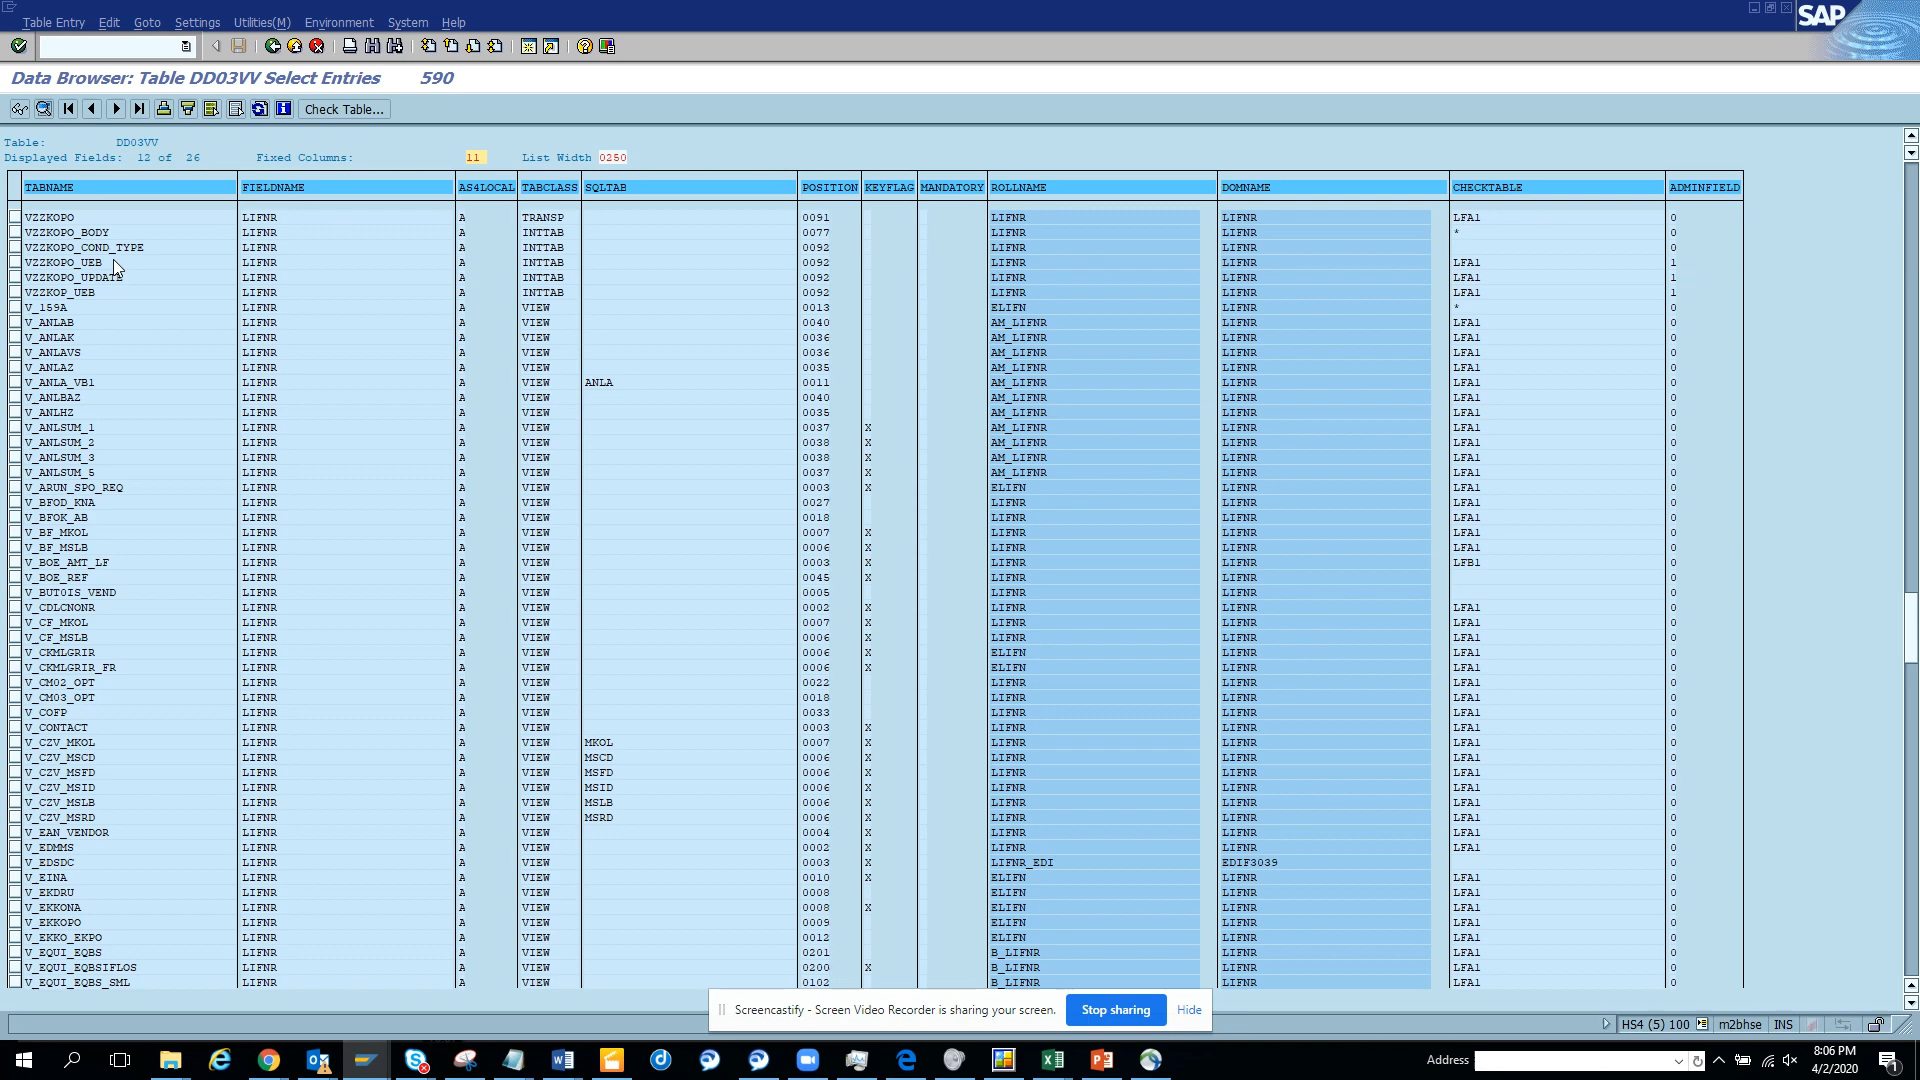 Table Entry Edit Goto Settings Utilities(M) Environment System Help
SAP
Data Browser: Table DD03VV Select Entries 590
Check Table...
Table: DD03VV
Displayed Fields: 12 of 26 Fixed Columns: 11 List Width 0250
TABNAME FIELDNAME AS4LOCAL TABCLASS SQLTAB POSITION KEYFLAG MANDATORY ROLLNAME DOMNAME CHECKTABLE ADMINFIELD
VZZKOPO LIFNR A TRANSP 0091 LIFNR LIFNR LFA1 0
VZZKOPO_BODY LIFNR A INTTAB 0077 LIFNR LIFNR * 0
VZZKOPO_COND_TYPE LIFNR A INTTAB 0092 LIFNR LIFNR 0
VZZKOPO_UEB LIFNR A INTTAB 0092 LIFNR LIFNR LFA1 1
VZZKOPO_UPDATE LIFNR A INTTAB 0092 LIFNR LIFNR LFA1 1
VZZKOP_UEB LIFNR A INTTAB 0092 LIFNR LIFNR LFA1 1
V_159A LIFNR A VIEW 0013 ELIFN LIFNR * 0
V_ANLAB LIFNR A VIEW 0040 AM_LIFNR LIFNR LFA1 0
V_ANLAK LIFNR A VIEW 0036 AM_LIFNR LIFNR LFA1 0
V_ANLAVS LIFNR A VIEW 0036 AM_LIFNR LIFNR LFA1 0
V_ANLAZ LIFNR A VIEW 0035 AM_LIFNR LIFNR LFA1 0
V_ANLA_VB1 LIFNR A VIEW ANLA 0011 AM_LIFNR LIFNR LFA1 0
V_ANLBAZ LIFNR A VIEW 0040 AM_LIFNR LIFNR LFA1 0
V_ANLHZ LIFNR A VIEW 0035 AM_LIFNR LIFNR LFA1 0
V_ANLSUM_1 LIFNR A VIEW 0037 X AM_LIFNR LIFNR LFA1 0
V_ANLSUM_2 LIFNR A VIEW 0038 X AM_LIFNR LIFNR LFA1 0
V_ANLSUM_3 LIFNR A VIEW 0038 X AM_LIFNR LIFNR LFA1 0
V_ANLSUM_5 LIFNR A VIEW 0037 X AM_LIFNR LIFNR LFA1 0
V_ARUN_SPO_REQ LIFNR A VIEW 0003 X ELIFN LIFNR LFA1 0
V_BFOD_KNA LIFNR A VIEW 0027 LIFNR LIFNR LFA1 0
V_BFOK_AB LIFNR A VIEW 0018 LIFNR LIFNR LFA1 0
V_BF_MKOL LIFNR A VIEW 0007 X LIFNR LIFNR LFA1 0
V_BF_MSLB LIFNR A VIEW 0006 X LIFNR LIFNR LFA1 0
V_BOE_AMT_LF LIFNR A VIEW 0003 X LIFNR LIFNR LFB1 0
V_BOE_REF LIFNR A VIEW 0045 X LIFNR LIFNR 0
V_BUT0IS_VEND LIFNR A VIEW 0005 LIFNR LIFNR 0
V_CDLCNONR LIFNR A VIEW 0002 X LIFNR LIFNR LFA1 0
V_CF_MKOL LIFNR A VIEW 0007 X LIFNR LIFNR LFA1 0
V_CF_MSLB LIFNR A VIEW 0006 X LIFNR LIFNR LFA1 0
V_CKMLGRIR LIFNR A VIEW 0006 X ELIFN LIFNR LFA1 0
V_CKMLGRIR_FR LIFNR A VIEW 0006 X ELIFN LIFNR LFA1 0
V_CM02_OPT LIFNR A VIEW 0022 LIFNR LIFNR LFA1 0
V_CM03_OPT LIFNR A VIEW 0018 LIFNR LIFNR LFA1 0
V_COFP LIFNR A VIEW 0033 LIFNR LIFNR LFA1 0
V_CONTACT LIFNR A VIEW 0003 X LIFNR LIFNR LFA1 0
V_CZV_MKOL LIFNR A VIEW MKOL 0007 X LIFNR LIFNR LFA1 0
V_CZV_MSCD LIFNR A VIEW MSCD 0006 X LIFNR LIFNR LFA1 0
V_CZV_MSFD LIFNR A VIEW MSFD 0006 X LIFNR LIFNR LFA1 0
V_CZV_MSID LIFNR A VIEW MSID 0006 X LIFNR LIFNR LFA1 0
V_CZV_MSLB LIFNR A VIEW MSLB 0006 X LIFNR LIFNR LFA1 0
V_CZV_MSRD LIFNR A VIEW MSRD 0006 X LIFNR LIFNR LFA1 0
V_EAN_VENDOR LIFNR A VIEW 0004 X LIFNR LIFNR LFA1 0
V_EDMMS LIFNR A VIEW 0002 X LIFNR LIFNR LFA1 0
V_EDSDC LIFNR A VIEW 0003 X LIFNR_EDI EDIF3039 0
V_EINA LIFNR A VIEW 0010 X ELIFN LIFNR LFA1 0
V_EKDRU LIFNR A VIEW 0008 ELIFN LIFNR LFA1 0
V_EKKONA LIFNR A VIEW 0008 X ELIFN LIFNR LFA1 0
V_EKKOPO LIFNR A VIEW 0009 ELIFN LIFNR LFA1 0
V_EKKO_EKPO LIFNR A VIEW 0012 ELIFN LIFNR LFA1 0
V_EQUI_EQBS LIFNR A VIEW 0201 B_LIFNR LIFNR LFA1 0
V_EQUI_EQBSIFLOS LIFNR A VIEW 0200 X B_LIFNR LIFNR LFA1 0
V_EQUI_EQBS_SML LIFNR A VIEW 0102 B_LIFNR LIFNR LFA1 0
Screencastify - Screen Video Recorder is sharing your screen. Stop sharing Hide
HS4 (5) 100 m2bhse INS
Address 8:06 PM
4/2/2020 1